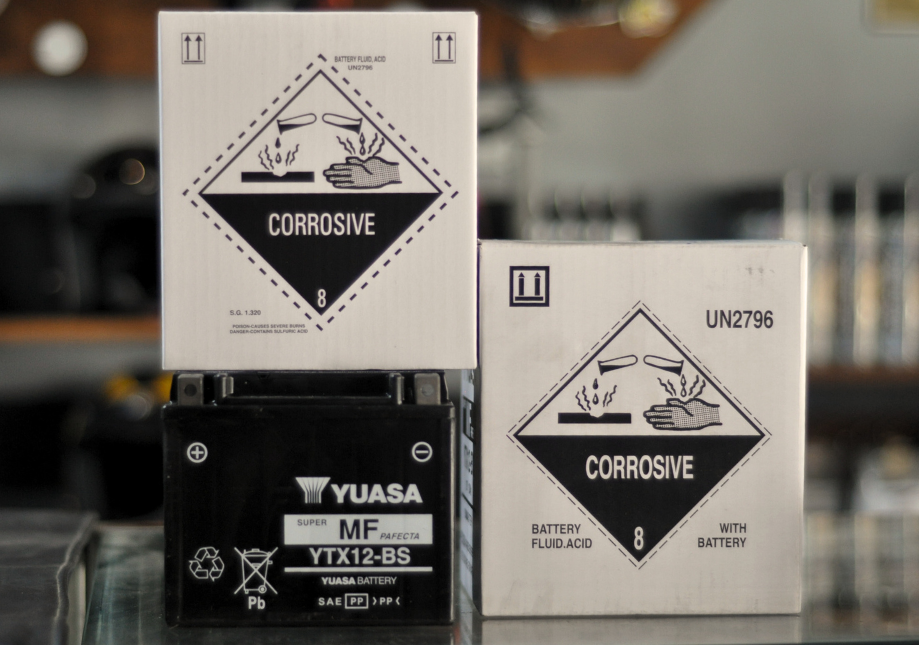 BATTERY FLUID, ACID
UN2796
CORROSIVE
8
S.G. 1.320
POISON-CAUSES SEVERE BURNS
DANGER-CONTAINS SULFURIC ACID
YUASA
SUPER MF PAFECTA
YTX12-BS
YUASA BATTERY
SAE PP >PP<
Pb
UN2796
CORROSIVE
8
BATTERY
FLUID.ACID
WITH
BATTERY